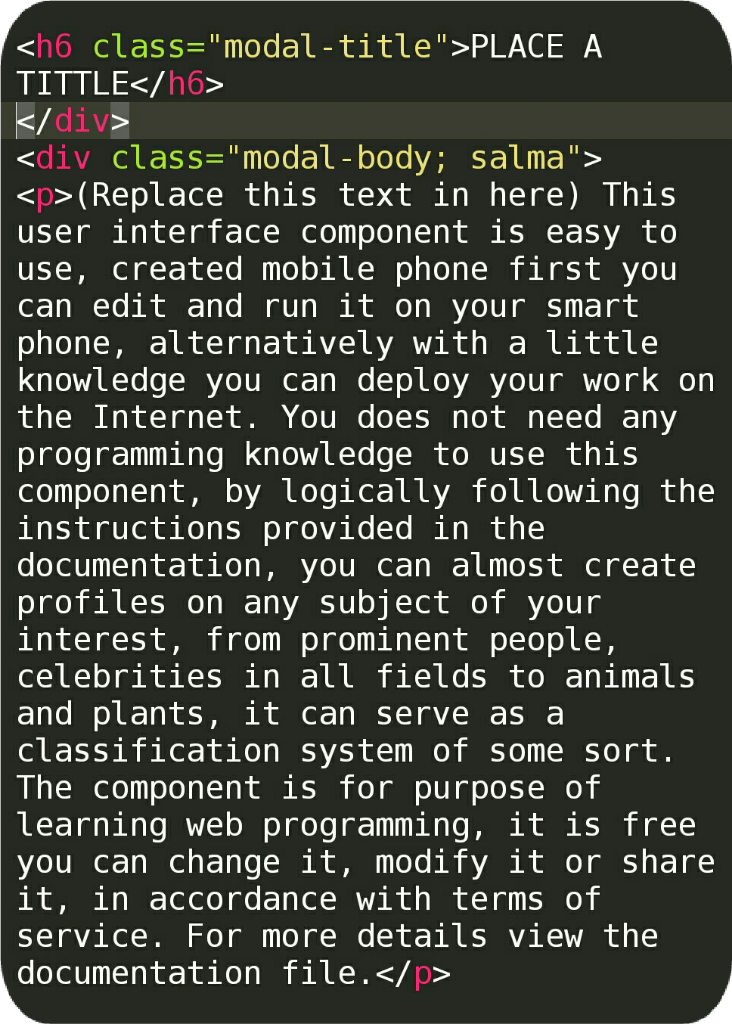 <h6 class="modal-title">PLACE A
TITTLE</h6>
</div>
<div class="modal-body; salma">
<p>(Replace this text in here) This
user interface component is easy to
use, created mobile phone first you
can edit and run it on your smart
phone, alternatively with a little
knowledge you can deploy your work on
the Internet. You does not need any
programming knowledge to use this
component, by logically following the
instructions provided in the
documentation, you can almost create
profiles on any subject of your
interest, from prominent people,
celebrities in all fields to animals
and plants, it can serve as a
classification system of some sort.
The component is for purpose of
learning web programming, it is free
you can change it, modify it or share
it, in accordance with terms of
service. For more details view the
documentation file.</p>